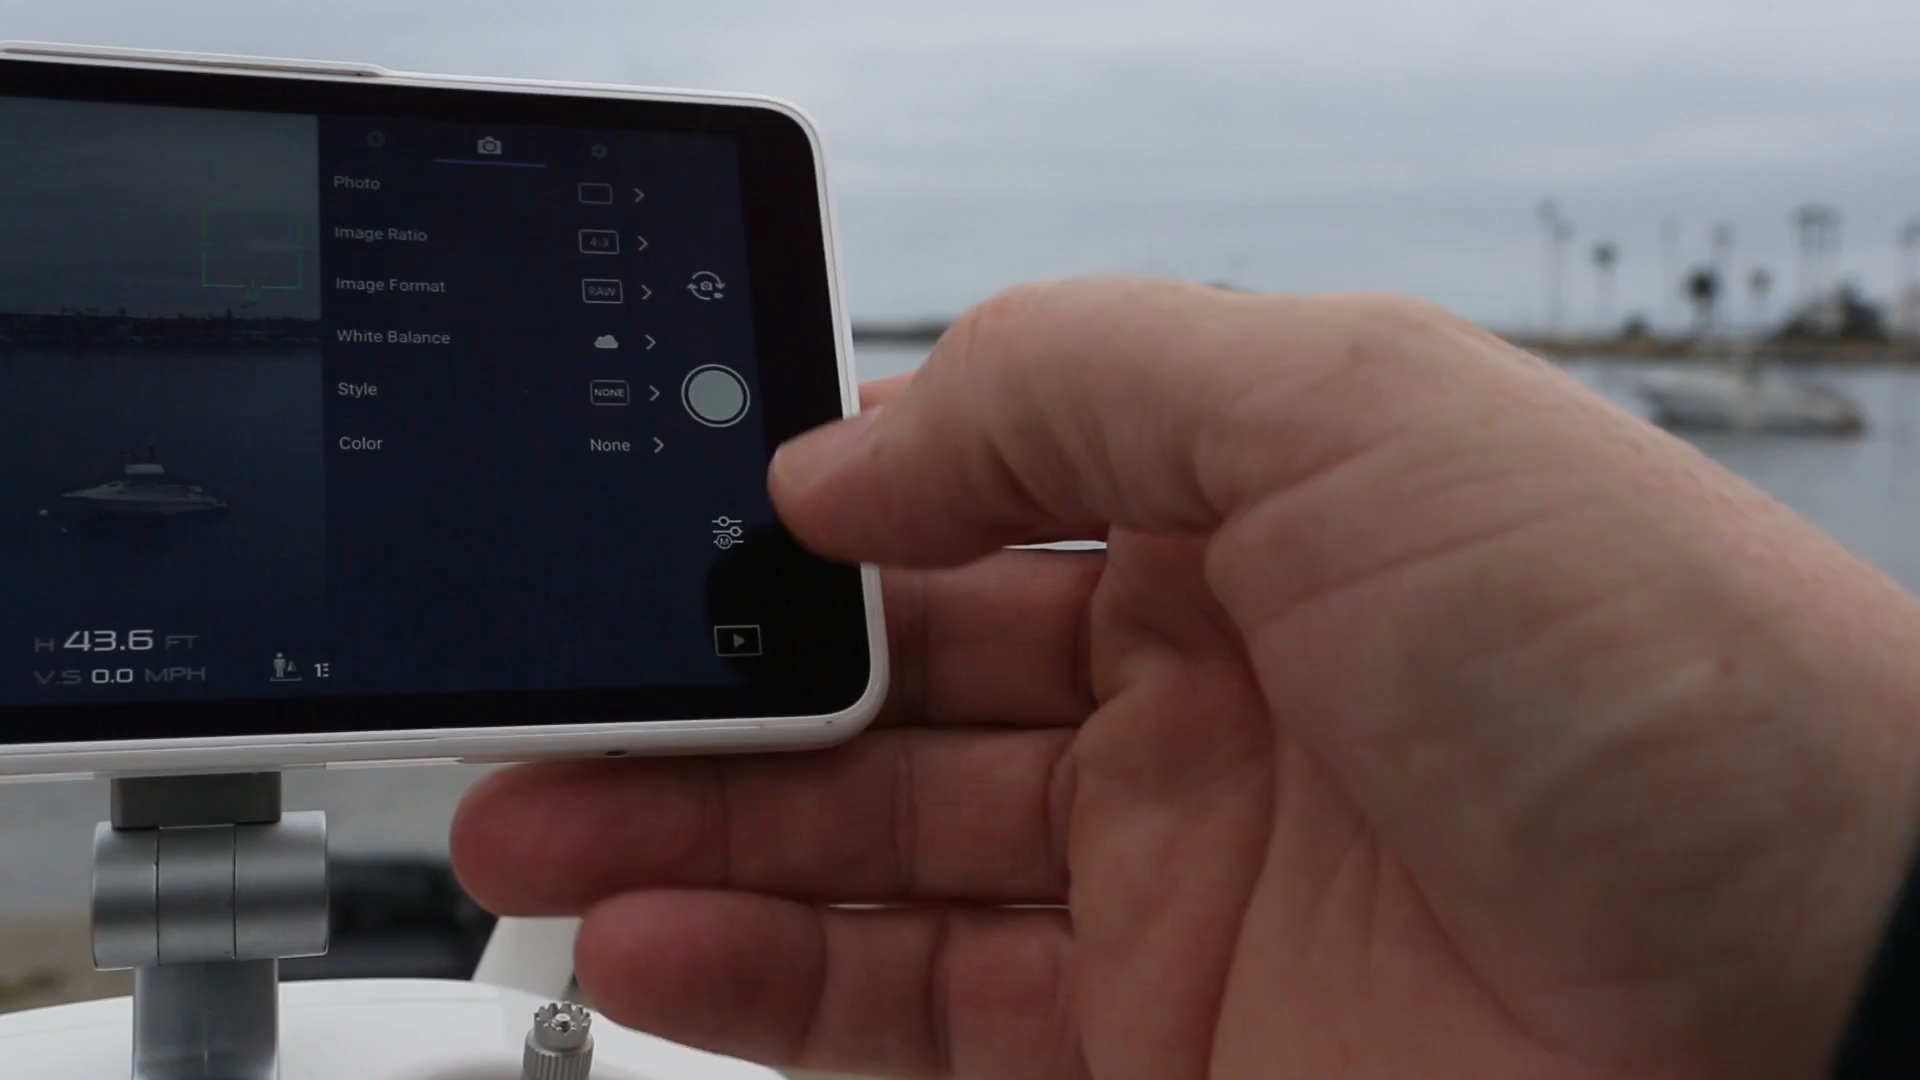 Photo
Image Ratio 4:3
Image Format RAW
White Balance
Style NONE
Color None
M
H 43.6 FT
V.S 0.0 MPH